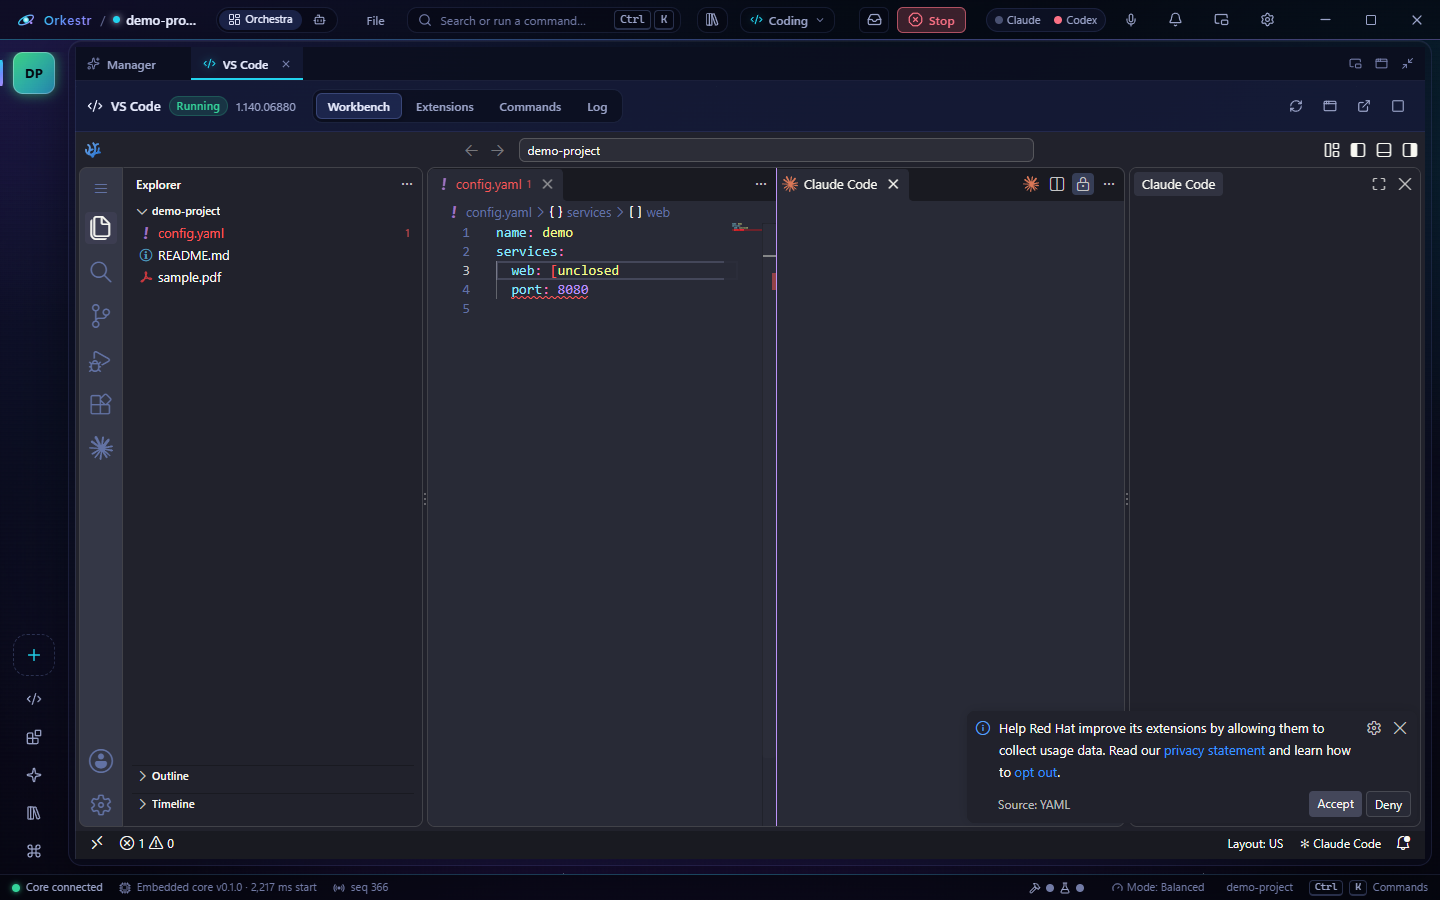 Orkestr / demo-pro... Orchestra File Search or run a command... Ctrl K Coding Stop Claude Codex
DP
Manager VS Code
VS Code Running 1.140.06880 Workbench Extensions Commands Log
demo-project
Explorer
demo-project
config.yaml 1
README.md
sample.pdf
Outline
Timeline
config.yaml 1
config.yaml > {} services > [] web
1 name: demo
2 services:
3 web: [unclosed
4 port: 8080
5
Claude Code
Claude Code
Help Red Hat improve its extensions by allowing them to
collect usage data. Read our privacy statement and learn how
to opt out.
Source: YAML Accept Deny
1 0 Layout: US Claude Code
Core connected Embedded core v0.1.0 · 2,217 ms start seq 366 Mode: Balanced demo-project Ctrl K Commands